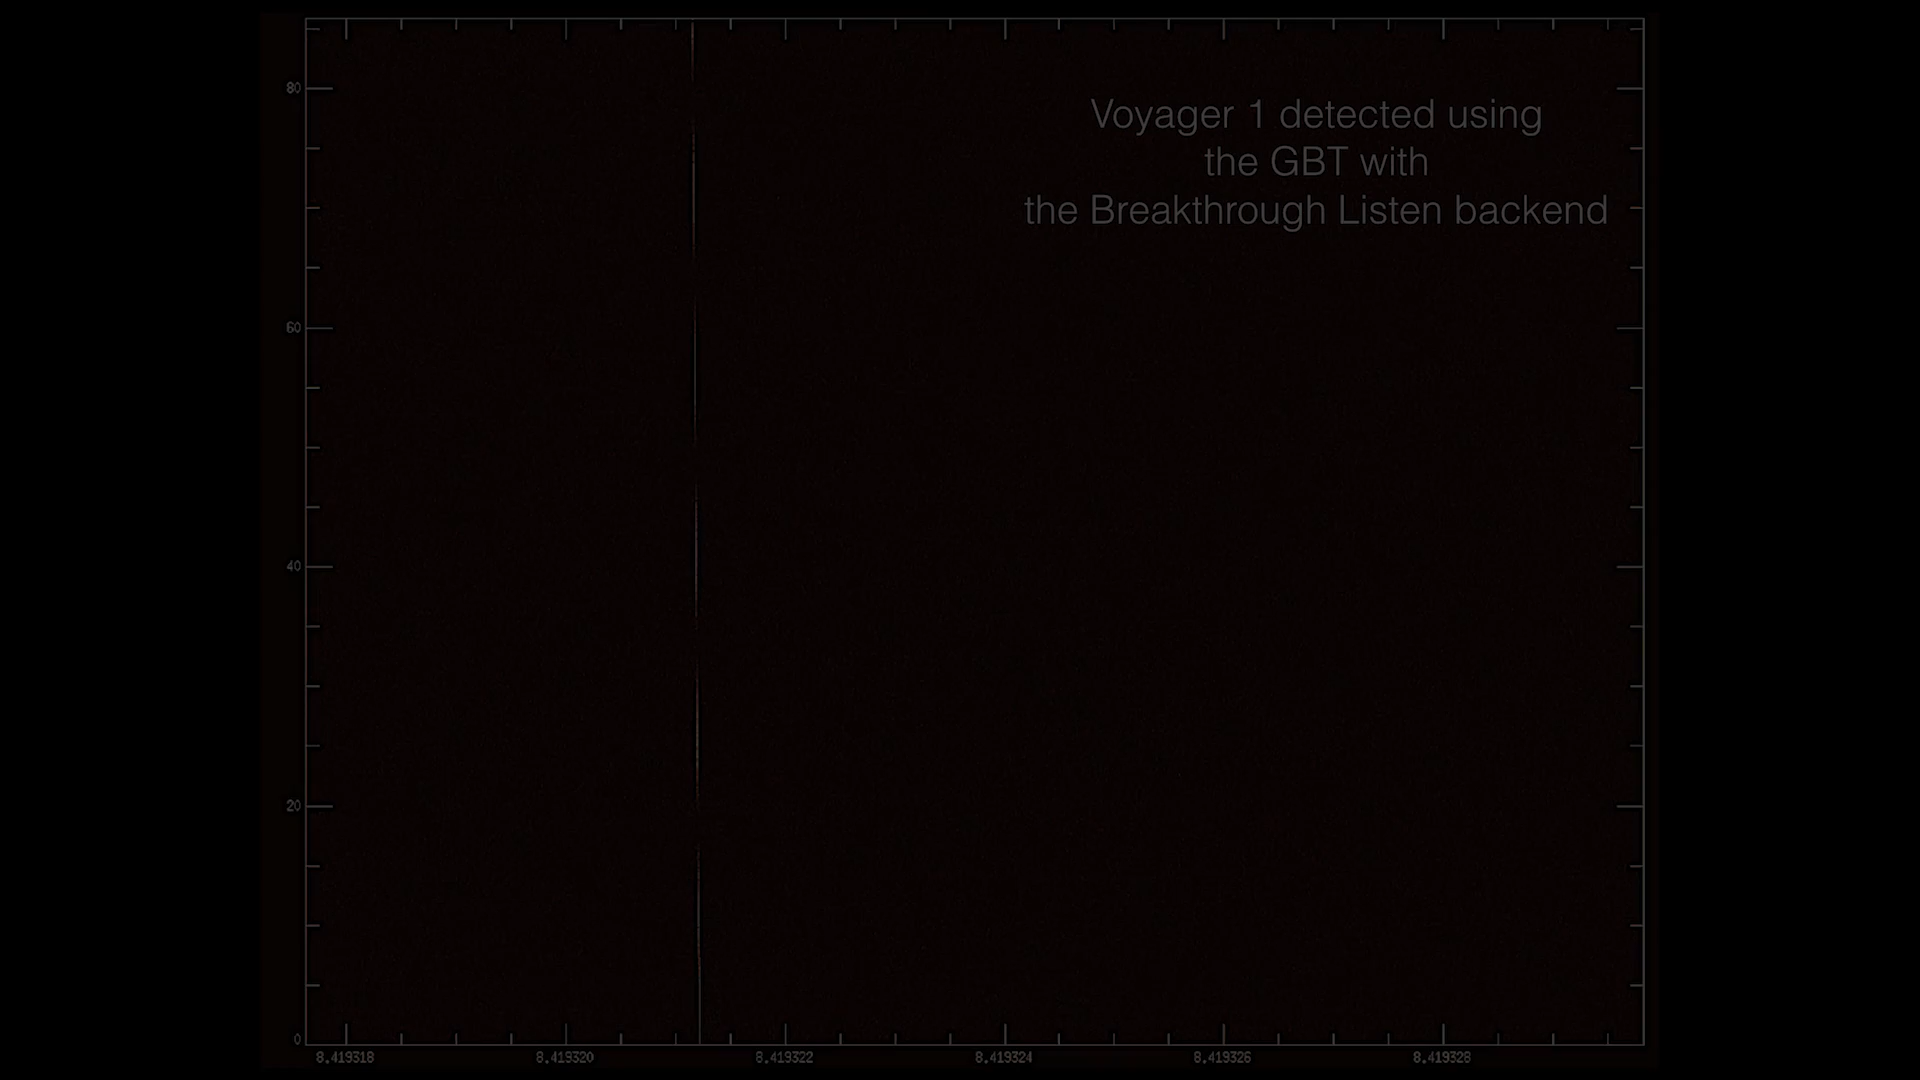 Voyager 1 detected using
the GBT with
the Breakthrough Listen backend
80
60
40
20
0
8.419318 8.419320 8.419322 8.419324 8.419326 8.419328